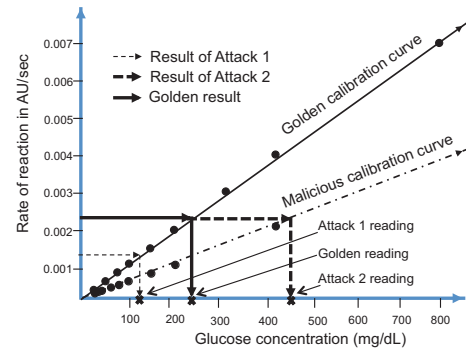 0.007
0.006
0.004
0.003
0.002
0.001
Rate of reaction in AU/sec
Result of Attack 1
Result of Attack 2
Golden result
Golden calibration curve
Malicious calibration curve
Attack 1 reading
Golden reading
Attack 2 reading
100 200 300 400 500 600 700 800
Glucose concentration (mg/dL)